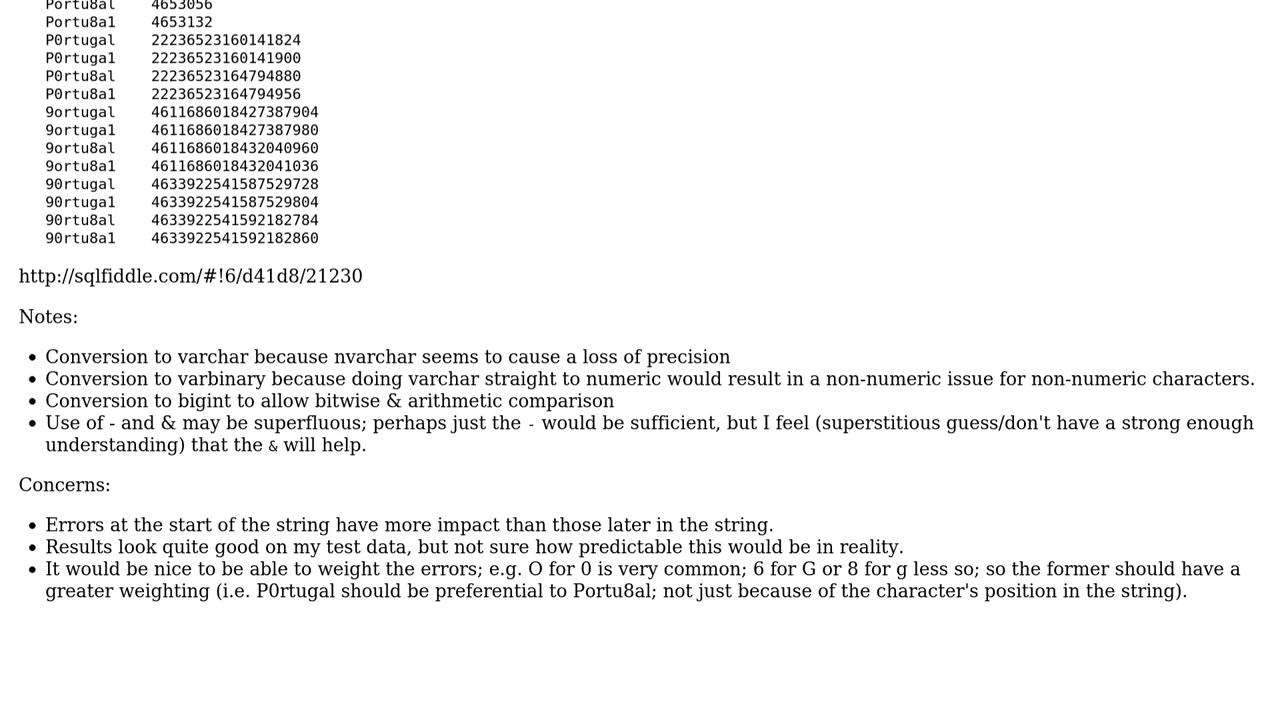 Portu8al 4653056
Portu8a1 4653132
P0rtugal 22236523160141824
P0rtuga1 22236523160141900
P0rtu8al 22236523164794880
P0rtu8a1 22236523164794956
9ortugal 4611686018427387904
9ortuga1 4611686018427387980
9ortu8al 4611686018432040960
9ortu8a1 4611686018432041036
90rtugal 4633922541587529728
90rtuga1 4633922541587529804
90rtu8al 4633922541592182784
90rtu8a1 4633922541592182860
http://sqlfiddle.com/#!6/d41d8/21230
Notes:
• Conversion to varchar because nvarchar seems to cause a loss of precision
• Conversion to varbinary because doing varchar straight to numeric would result in a non-numeric issue for non-numeric characters.
• Conversion to bigint to allow bitwise & arithmetic comparison
• Use of - and & may be superfluous; perhaps just the - would be sufficient, but I feel (superstitious guess/don't have a strong enough
understanding) that the & will help.
Concerns:
• Errors at the start of the string have more impact than those later in the string.
• Results look quite good on my test data, but not sure how predictable this would be in reality.
• It would be nice to be able to weight the errors; e.g. O for 0 is very common; 6 for G or 8 for g less so; so the former should have a
greater weighting (i.e. P0rtugal should be preferential to Portu8al; not just because of the character's position in the string).